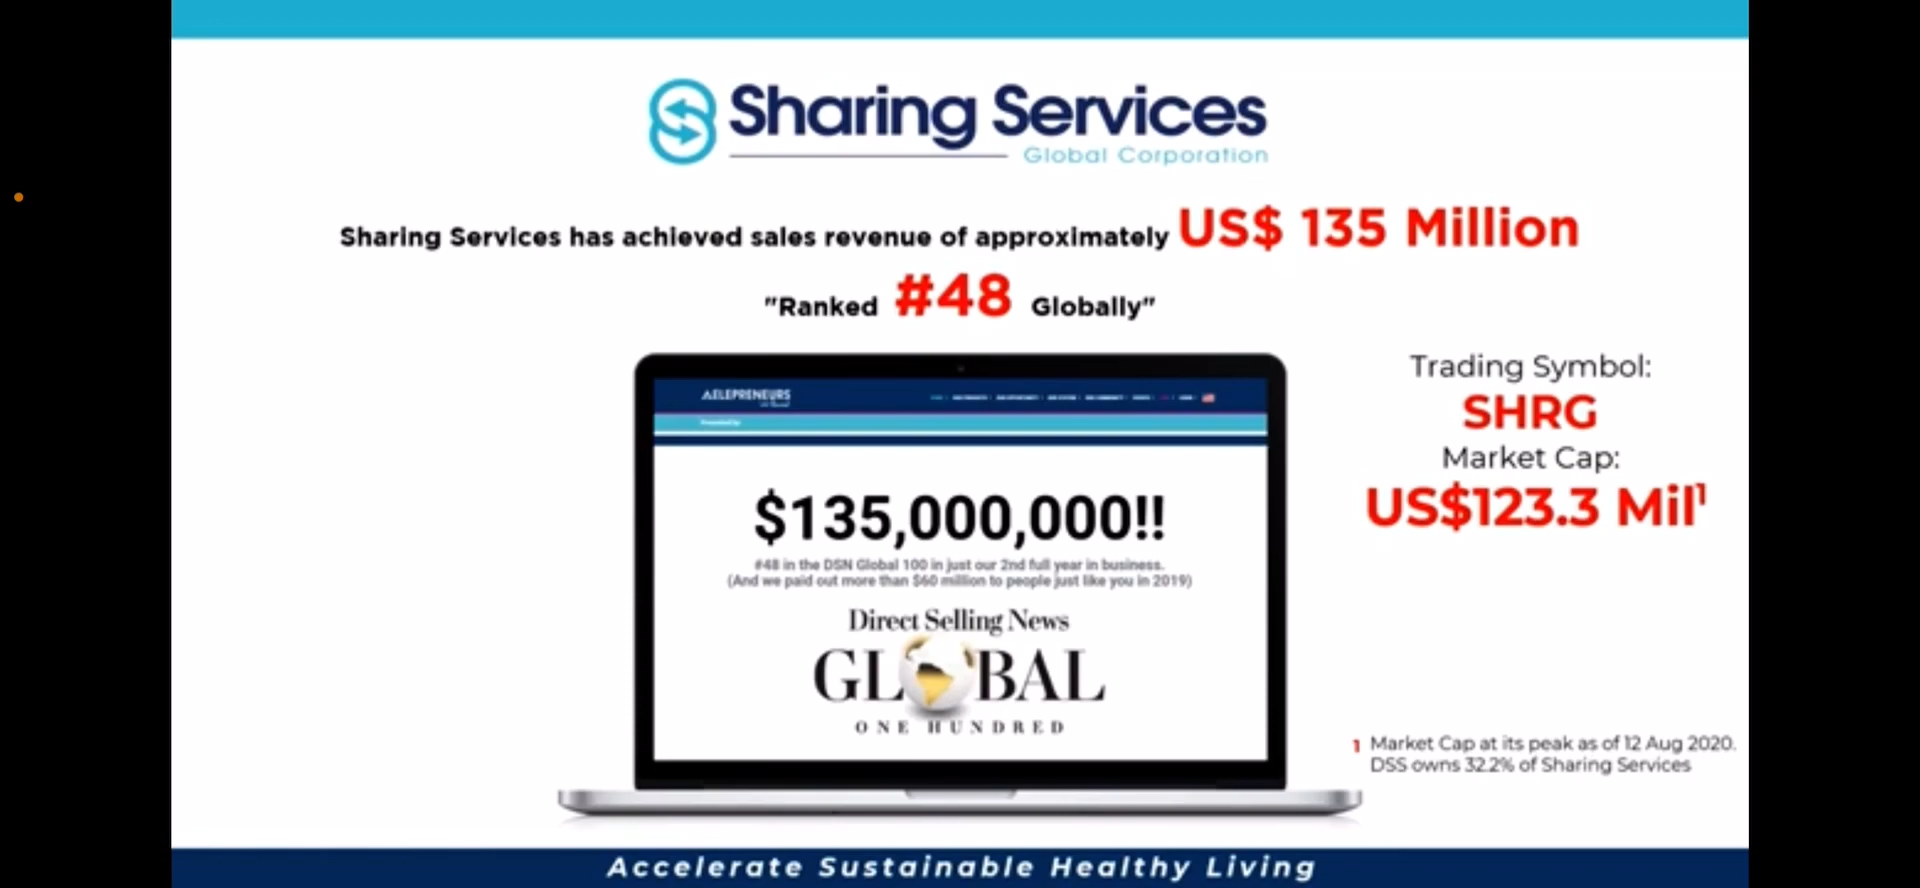 Sharing Services
Global Corporation
Sharing Services has achieved sales revenue of approximately US$ 135 Million
"Ranked #48 Globally"
Trading Symbol:
SHRG
Market Cap:
US$123.3 Mil¹
ΛELEPRENEURS
$135,000,000!!
#48 in the DSN Global 100 in just our 2nd full year in business.
(And we paid out more than $60 million to people just like you in 2019)
Direct Selling News
GLOBAL
ONE HUNDRED
1 Market Cap at its peak as of 12 Aug 2020.
DSS owns 32.2% of Sharing Services
Accelerate Sustainable Healthy Living